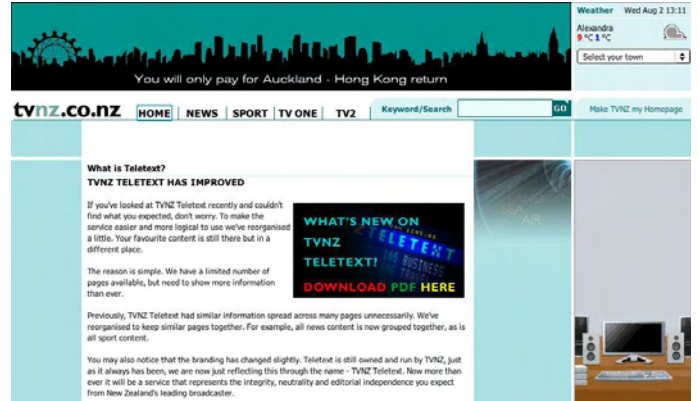 Weather Wed Aug 2 13:11
Alexandra
9 °C 1 °C
Select your town
You will only pay for Auckland - Hong Kong return
tvnz.co.nz HOME NEWS SPORT TV ONE TV2 Keyword/Search GO Make TVNZ my Homepage
What is Teletext?
TVNZ TELETEXT HAS IMPROVED
If you've looked at TVNZ Teletext recently and couldn't
find what you expected, don't worry. To make the
service easier and more logical to use we've reorganised
a little. Your favourite content is still there but in a
different place.
WHAT'S NEW ON
TVNZ
TELETEXT?
TELETEXT
105 BUSINESS
106 TRAVEL
DOWNLOAD PDF HERE
The reason is simple. We have a limited number of
pages available, but need to show more information
than ever.
Previously, TVNZ Teletext had similar information spread across many pages unnecessarily. We've
reorganised to keep similar pages together. For example, all news content is now grouped together, as is
all sport content.
You may also notice that the branding has changed slightly. Teletext is still owned and run by TVNZ, just
as it always has been, we are now just reflecting this through the name - TVNZ Teletext. Now more than
ever it will be a service that represents the integrity, neutrality and editorial independence you expect
from New Zealand's leading broadcaster.